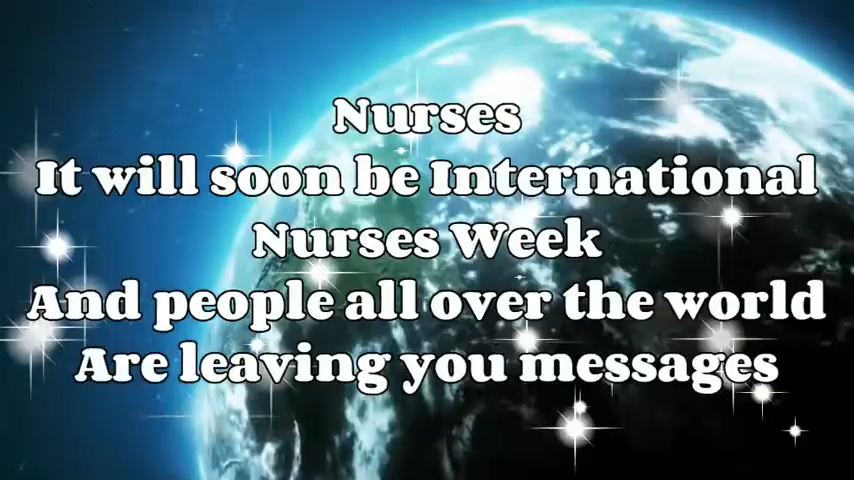 Nurses
It will soon be International
Nurses Week
And people all over the world
Are leaving you messages